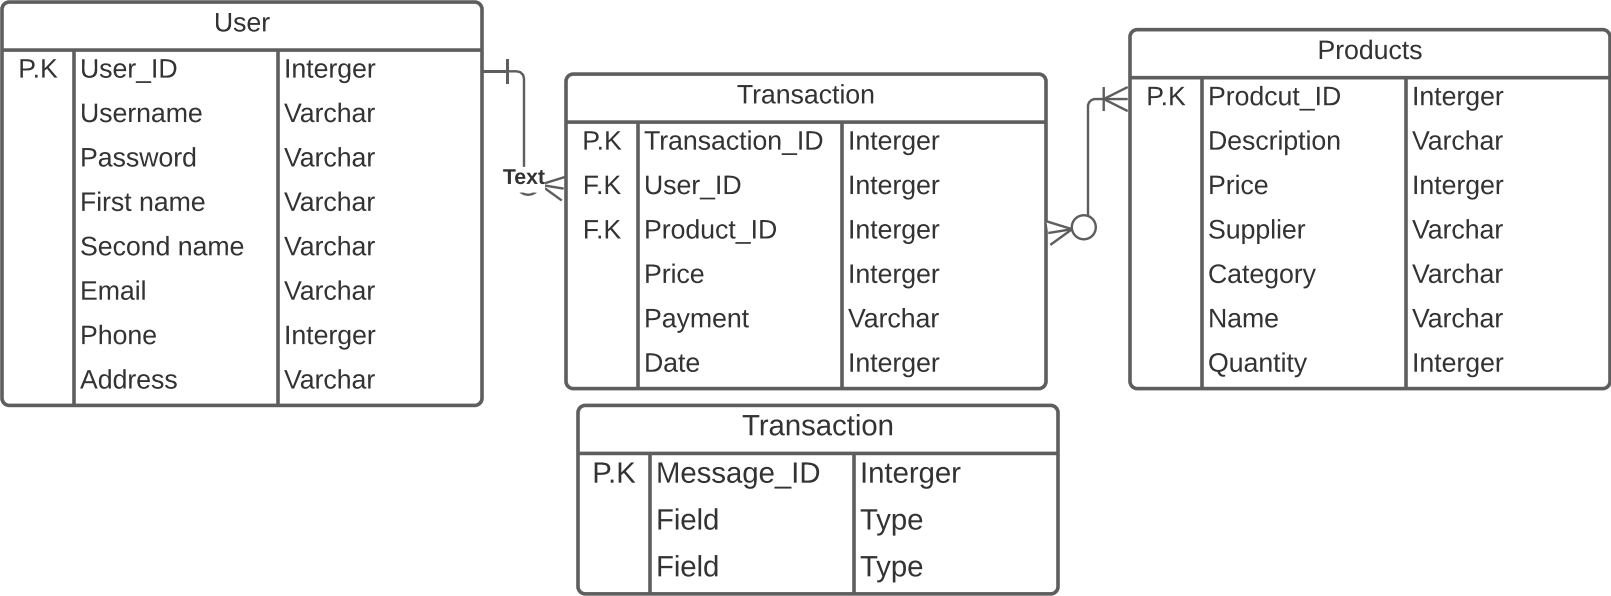 User
P.K User_ID Interger
Username Varchar
Password Varchar
First name Varchar
Second name Varchar
Email Varchar
Phone Interger
Address Varchar
Text
Transaction
P.K Transaction_ID Interger
F.K User_ID Interger
F.K Product_ID Interger
Price Interger
Payment Varchar
Date Interger
Products
P.K Prodcut_ID Interger
Description Varchar
Price Interger
Supplier Varchar
Category Varchar
Name Varchar
Quantity Interger
Transaction
P.K Message_ID Interger
Field Type
Field Type